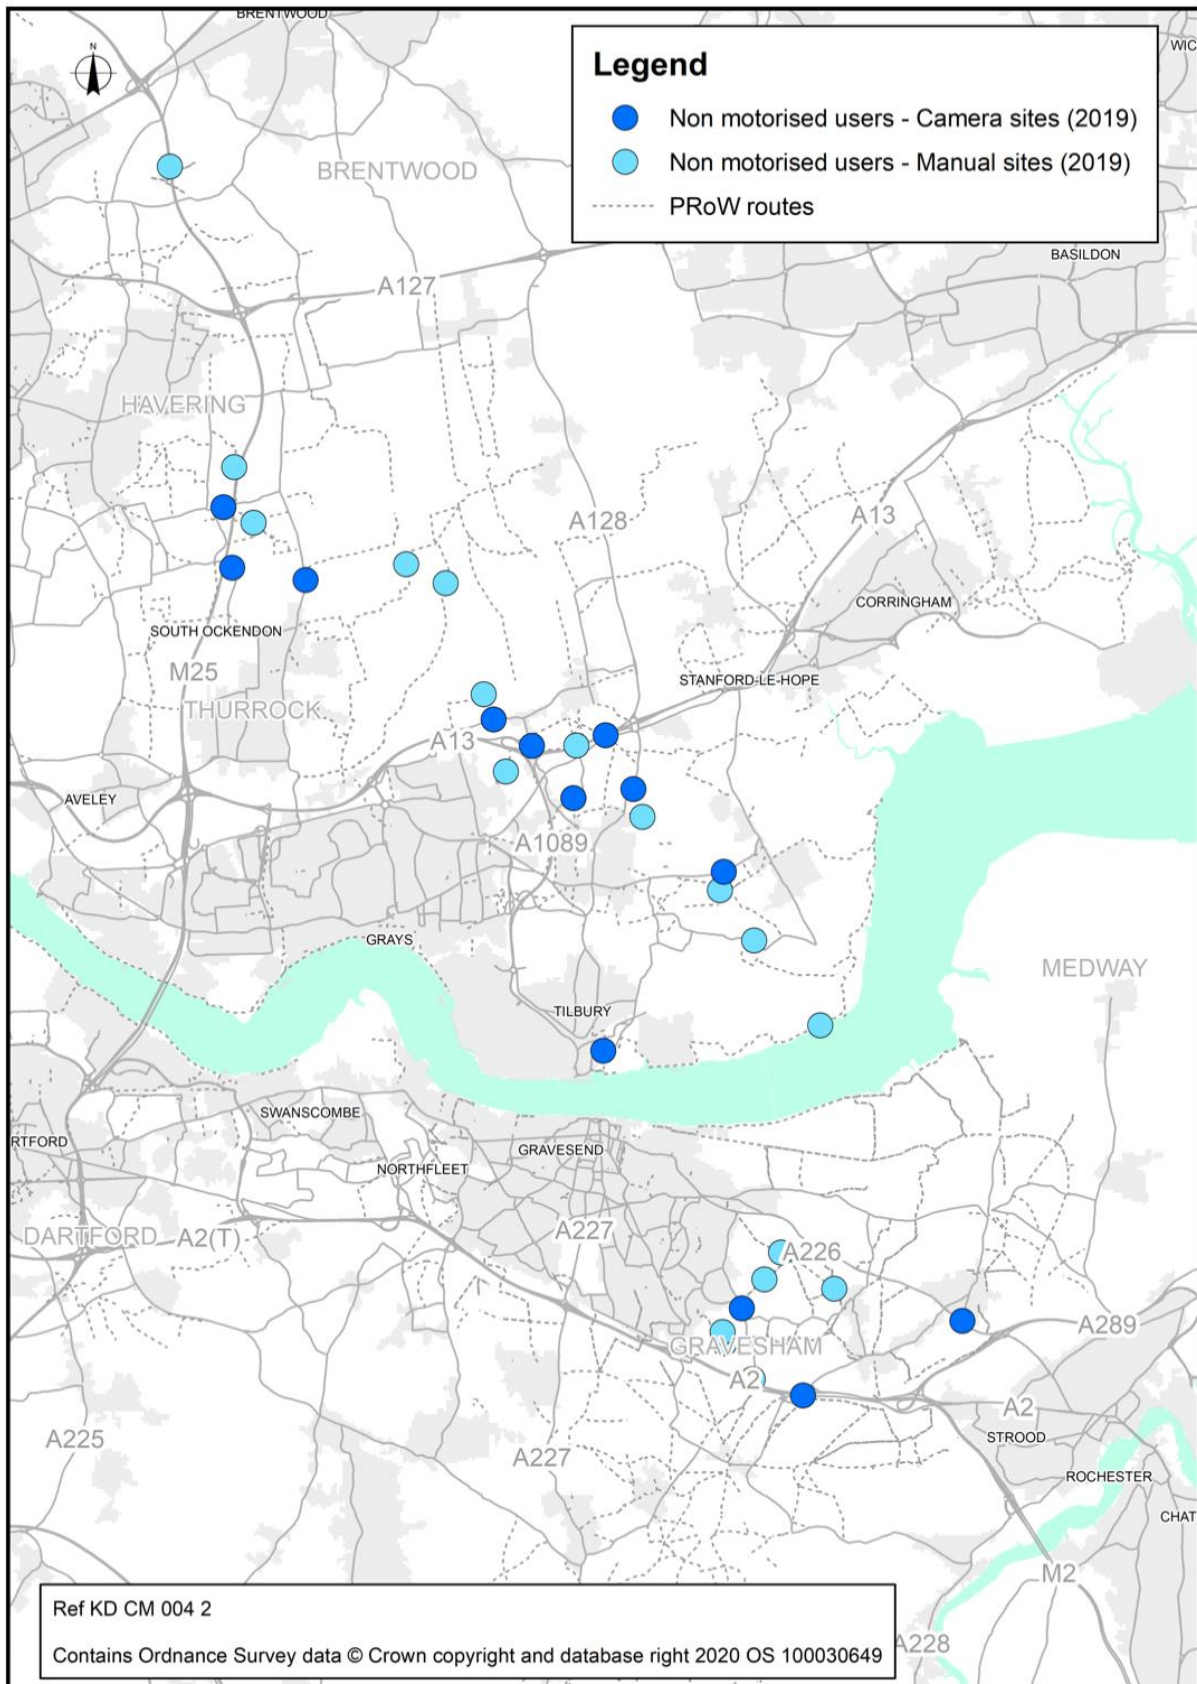 BRENTWOOD
N
Legend
Non motorised users - Camera sites (2019)
Non motorised users - Manual sites (2019)
PRoW routes
WIC
BRENTWOOD
BASILDON
A127
HAVERING
A128
A13
CORRINGHAM
SOUTH OCKENDON
M25
STANFORD-LE-HOPE
THURROCK
A13
AVELEY
A1089
GRAYS
MEDWAY
TILBURY
SWANSCOMBE
RTFORD
GRAVESEND
NORTHFLEET
DARTFORD
A2(T)
A227
A226
A289
GRAVESHAM
A2
A2
STROOD
A225
A227
ROCHESTER
CHAT
M2
Ref KD CM 004 2
A228
Contains Ordnance Survey data © Crown copyright and database right 2020 OS 100030649